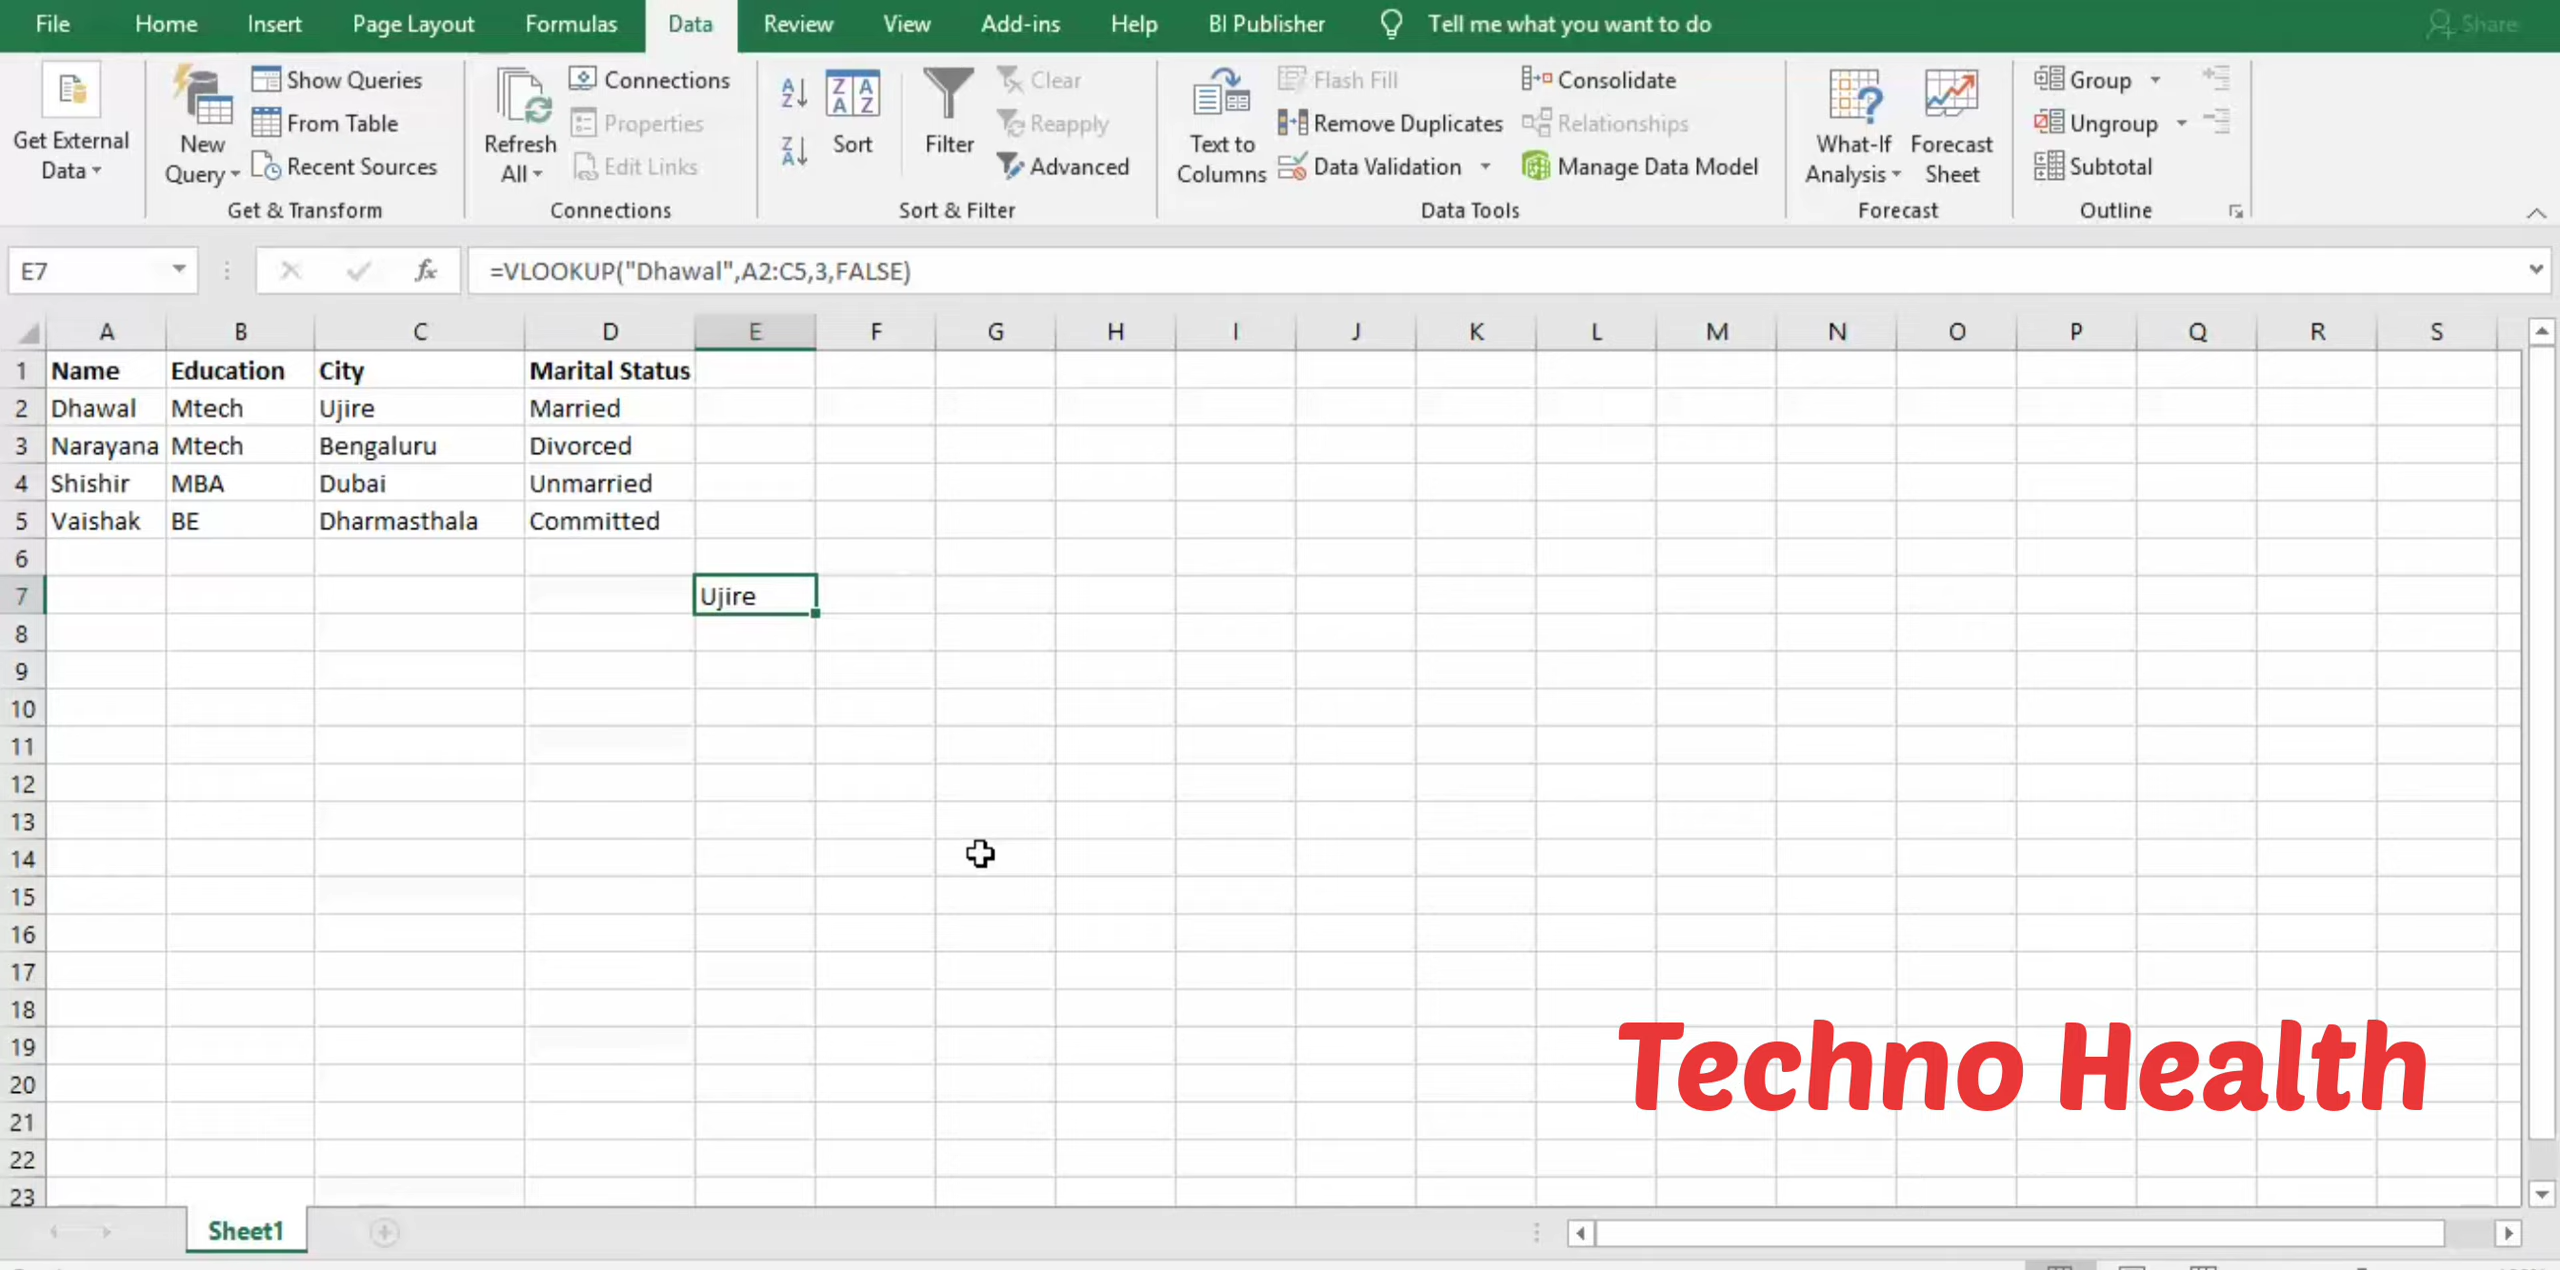 File Home Insert Page Layout Formulas Data Review View Add-ins Help BI Publisher Tell me what you want to do Share
Get External Data
New Query
Show Queries
From Table
Recent Sources
Get & Transform
Refresh All
Connections
Properties
Edit Links
Connections
Sort
Filter
Clear
Reapply
Advanced
Sort & Filter
Text to Columns
Flash Fill
Remove Duplicates
Data Validation
Consolidate
Relationships
Manage Data Model
Data Tools
What-If Analysis
Forecast Sheet
Forecast
Group
Ungroup
Subtotal
Outline
E7 fx =VLOOKUP("Dhawal",A2:C5,3,FALSE)
A B C D E F G H I J K L M N O P Q R S
1 Name Education City Marital Status
2 Dhawal Mtech Ujire Married
3 Narayana Mtech Bengaluru Divorced
4 Shishir MBA Dubai Unmarried
5 Vaishak BE Dharmasthala Committed
6
7 Ujire
8
9
10
11
12
13
14
15
16
17
18
19
20
21
22
23
Techno Health
Sheet1